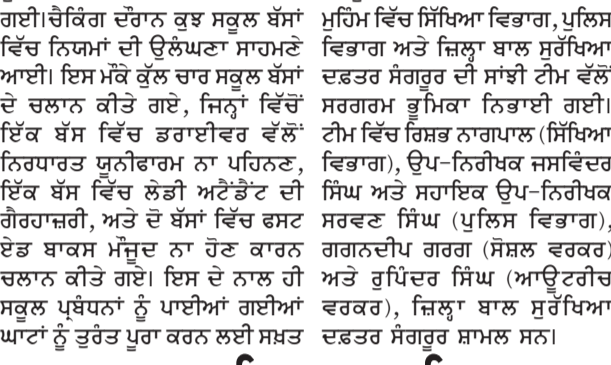 ਗਈ।ਚੈਕਿੰਗ ਦੌਰਾਨ ਕੁਝ ਸਕੂਲ ਬੱਸਾਂ
ਵਿੱਚ ਨਿਯਮਾਂ ਦੀ ਉਲੰਘਣਾ ਸਾਹਮਣੇ
ਆਈ। ਇਸ ਮੌਕੇ ਕੁੱਲ ਚਾਰ ਸਕੂਲ ਬੱਸਾਂ
ਦੇ ਚਲਾਨ ਕੀਤੇ ਗਏ, ਜਿਨ੍ਹਾਂ ਵਿੱਚੋਂ
ਇੱਕ ਬੱਸ ਵਿੱਚ ਡਰਾਈਵਰ ਵੱਲੋਂ
ਨਿਰਧਾਰਤ ਯੂਨੀਫਾਰਮ ਨਾ ਪਹਿਨਣ,
ਇੱਕ ਬੱਸ ਵਿੱਚ ਲੇਡੀ ਅਟੈਂਡੈਂਟ ਦੀ
ਗੈਰਹਾਜ਼ਰੀ, ਅਤੇ ਦੋ ਬੱਸਾਂ ਵਿੱਚ ਫਸਟ
ਏਡ ਬਾਕਸ ਮੌਜੂਦ ਨਾ ਹੋਣ ਕਾਰਨ
ਚਲਾਨ ਕੀਤੇ ਗਏ। ਇਸ ਦੇ ਨਾਲ ਹੀ
ਸਕੂਲ ਪ੍ਰਬੰਧਨਾਂ ਨੂੰ ਪਾਈਆਂ ਗਈਆਂ
ਘਾਟਾਂ ਨੂੰ ਤੁਰੰਤ ਪੂਰਾ ਕਰਨ ਲਈ ਸਖ਼ਤ
ਮੁਹਿੰਮ ਵਿੱਚ ਸਿੱਖਿਆ ਵਿਭਾਗ, ਪੁਲਿਸ
ਵਿਭਾਗ ਅਤੇ ਜ਼ਿਲ੍ਹਾ ਬਾਲ ਸੁਰੱਖਿਆ
ਦਫ਼ਤਰ ਸੰਗਰੂਰ ਦੀ ਸਾਂਝੀ ਟੀਮ ਵੱਲੋਂ
ਸਰਗਰਮ ਭੂਮਿਕਾ ਨਿਭਾਈ ਗਈ।
ਟੀਮ ਵਿੱਚ ਰਿਸ਼ਭ ਨਾਗਪਾਲ (ਸਿੱਖਿਆ
ਵਿਭਾਗ), ਉਪ-ਨਿਰੀਖਕ ਜਸਵਿੰਦਰ
ਸਿੰਘ ਅਤੇ ਸਹਾਇਕ ਉਪ-ਨਿਰੀਖਕ
ਸਰਵਣ ਸਿੰਘ (ਪੁਲਿਸ ਵਿਭਾਗ),
ਗਗਨਦੀਪ ਗਰਗ (ਸੋਸ਼ਲ ਵਰਕਰ)
ਅਤੇ ਰੁਪਿੰਦਰ ਸਿੰਘ (ਆਊਟਰੀਚ
ਵਰਕਰ), ਜ਼ਿਲ੍ਹਾ ਬਾਲ ਸੁਰੱਖਿਆ
ਦਫ਼ਤਰ ਸੰਗਰੂਰ ਸ਼ਾਮਲ ਸਨ।